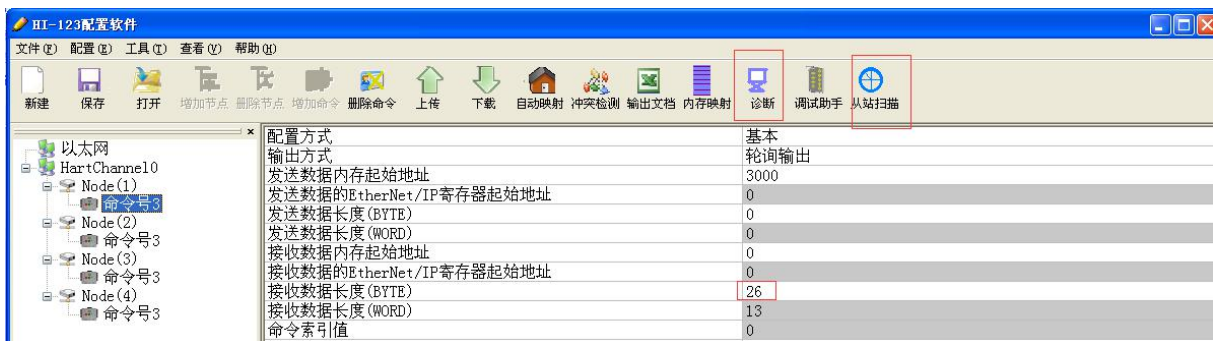 HI-123配置软件
文件(F) 配置(E) 工具(T) 查看(V) 帮助(H)
新建 保存 打开 增加节点 删除节点 增加命令 删除命令 上传 下载 自动映射 冲突检测 输出文档 内存映射 诊断 调试助手 从站扫描
以太网
HartChannel0
Node(1)
命令号3
Node(2)
命令号3
Node(3)
命令号3
Node(4)
命令号3
配置方式 基本
输出方式 轮询输出
发送数据内存起始地址 3000
发送数据的EtherNet/IP寄存器起始地址 0
发送数据长度(BYTE) 0
发送数据长度(WORD) 0
接收数据内存起始地址 0
接收数据的EtherNet/IP寄存器起始地址 0
接收数据长度(BYTE) 26
接收数据长度(WORD) 13
命令索引值 0